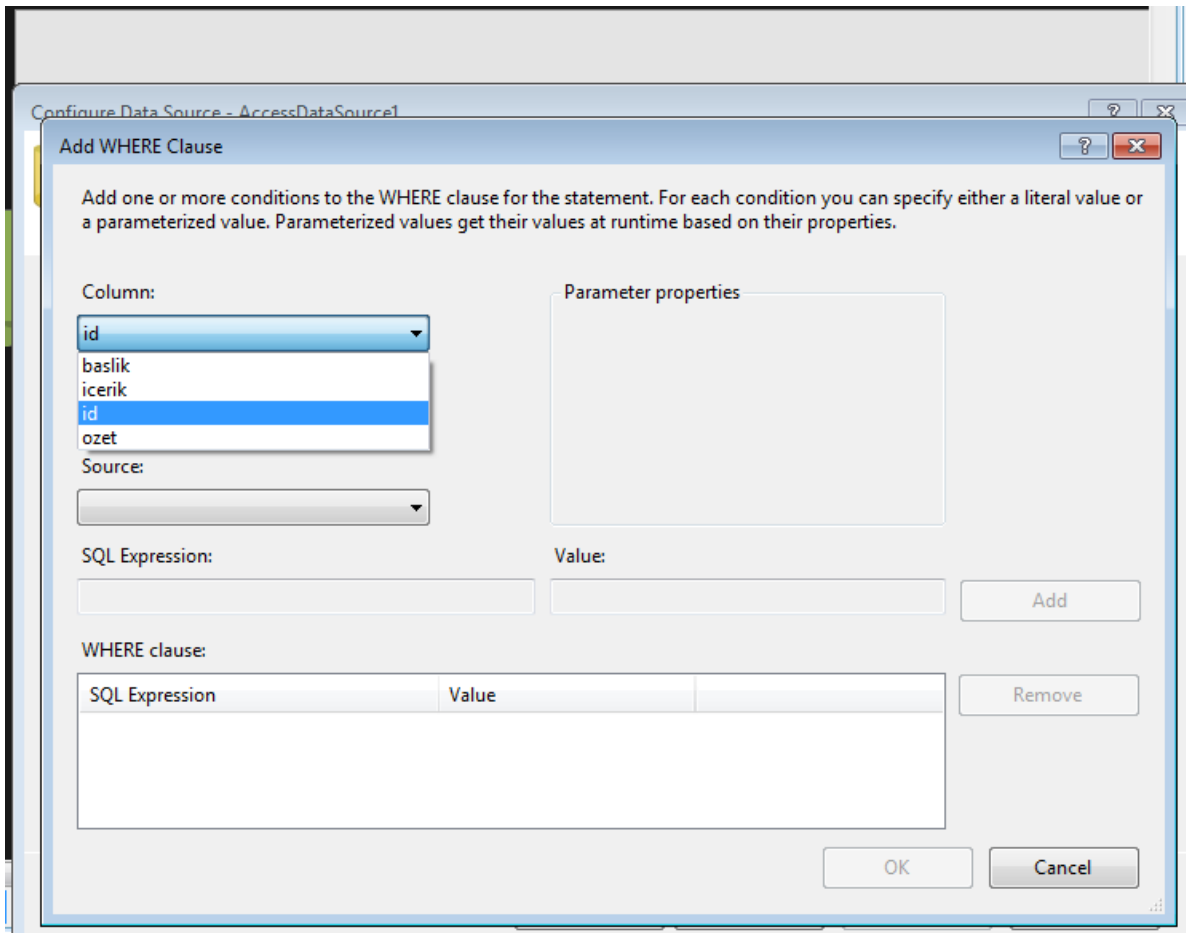 Configure Data Source - AccessDataSource1
Add WHERE Clause
Add one or more conditions to the WHERE clause for the statement. For each condition you can specify either a literal value or
a parameterized value. Parameterized values get their values at runtime based on their properties.
Column:
Parameter properties
id
baslik
icerik
id
ozet
Source:
SQL Expression:
Value:
Add
WHERE clause:
SQL Expression
Value
Remove
OK
Cancel